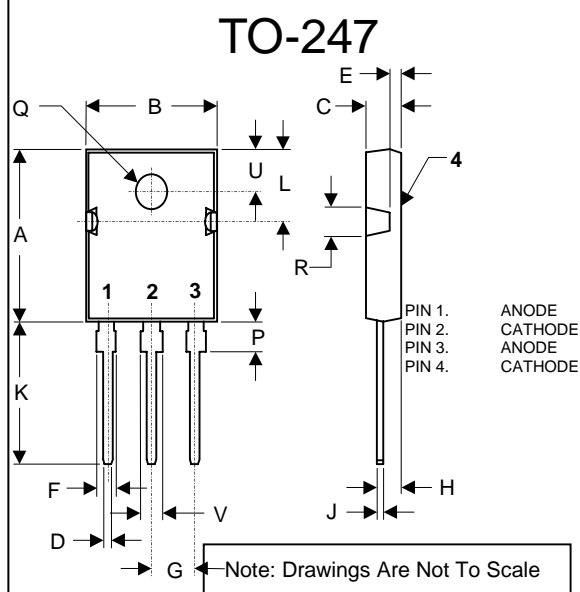 TO-247
E
C
Q
B
U
L
4
A
R
1 2 3
PIN 1. ANODE
PIN 2. CATHODE
PIN 3. ANODE
PIN 4. CATHODE
P
K
F
H
V
J
D
G
Note: Drawings Are Not To Scale